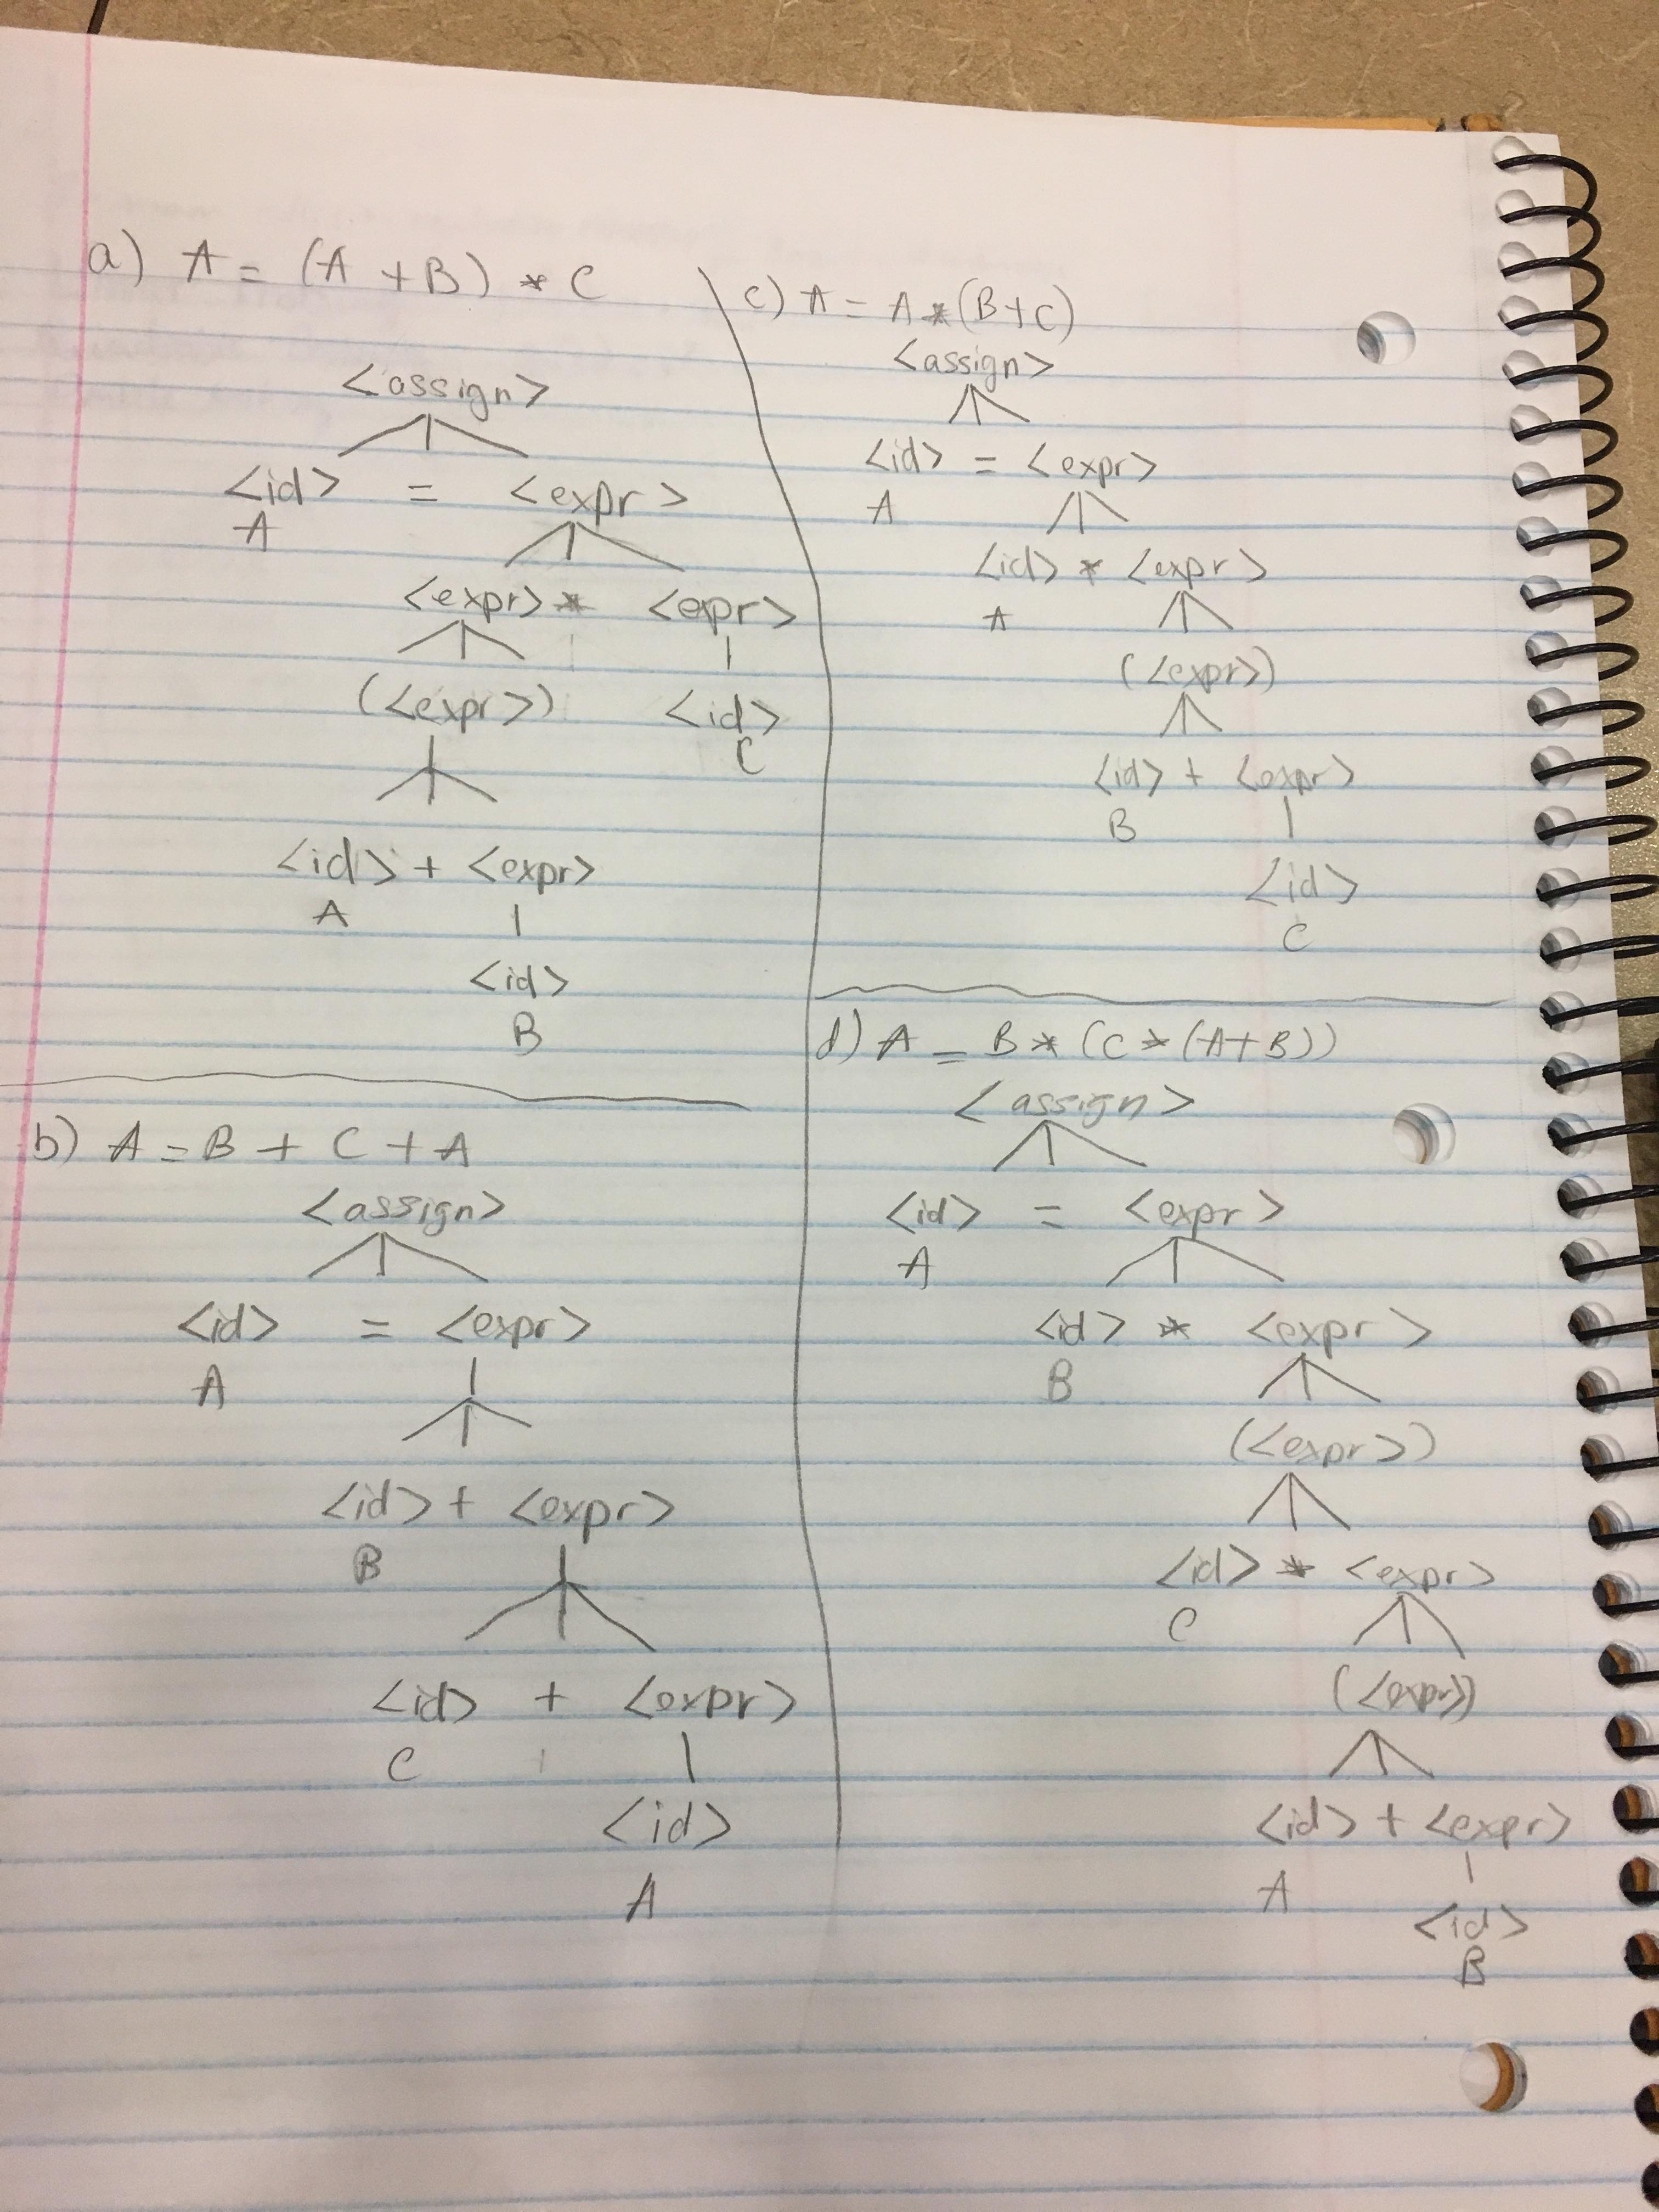 a) A = (A + B) * C
<assign>
<id> = <expr>
A
<expr> * <epr>
(<expr>) <id>
C
<id> + <expr>
A
<id>
B
b) A = B + C + A
<assign>
<id> = <expr>
A
<id> + <expr>
B
<id> + <expr>
C
<id>
A
c) A = A * (B + C)
<assign>
<id> = <expr>
A
<id> * <expr>
A
(<expr>)
<id> + <expr>
B
<id>
C
d) A = B * (C * (A + B))
<assign>
<id> = <expr>
A
<id> * <expr>
B
(<expr>)
<id> * <expr>
C
(<expr>)
<id> + <expr>
A
<id>
B